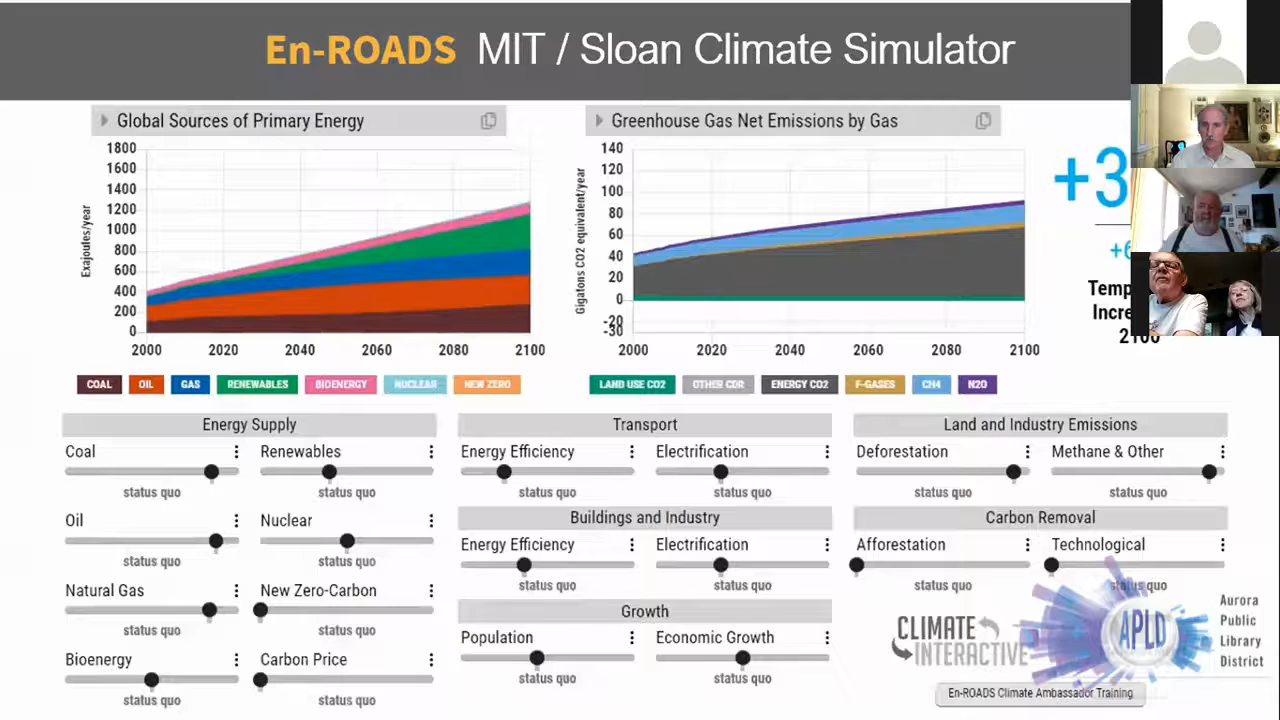 En-ROADS MIT / Sloan Climate Simulator
Global Sources of Primary Energy
Greenhouse Gas Net Emissions by Gas
1800
1600
1400
1200
1000
800
600
400
200
0
Exajoules/year
2000 2020 2040 2060 2080 2100
140
120
100
80
60
40
20
0
-20
-30
Gigatons CO2 equivalent/year
2000 2020 2040 2060 2080 2100
+3
+6
Temp
Incre
2100
COAL OIL GAS RENEWABLES BIOENERGY NUCLEAR NEW ZERO
LAND USE CO2 OTHER CDR ENERGY CO2 F-GASES CH4 N2O
Energy Supply
Coal
status quo
Renewables
status quo
Oil
status quo
Nuclear
status quo
Natural Gas
status quo
New Zero-Carbon
status quo
Bioenergy
status quo
Carbon Price
status quo
Transport
Energy Efficiency
status quo
Electrification
status quo
Buildings and Industry
Energy Efficiency
status quo
Electrification
status quo
Growth
Population
status quo
Economic Growth
status quo
Land and Industry Emissions
Deforestation
status quo
Methane & Other
status quo
Carbon Removal
Afforestation
status quo
Technological
status quo
CLIMATE
INTERACTIVE
APLD
Aurora
Public
Library
District
En-ROADS Climate Ambassador Training